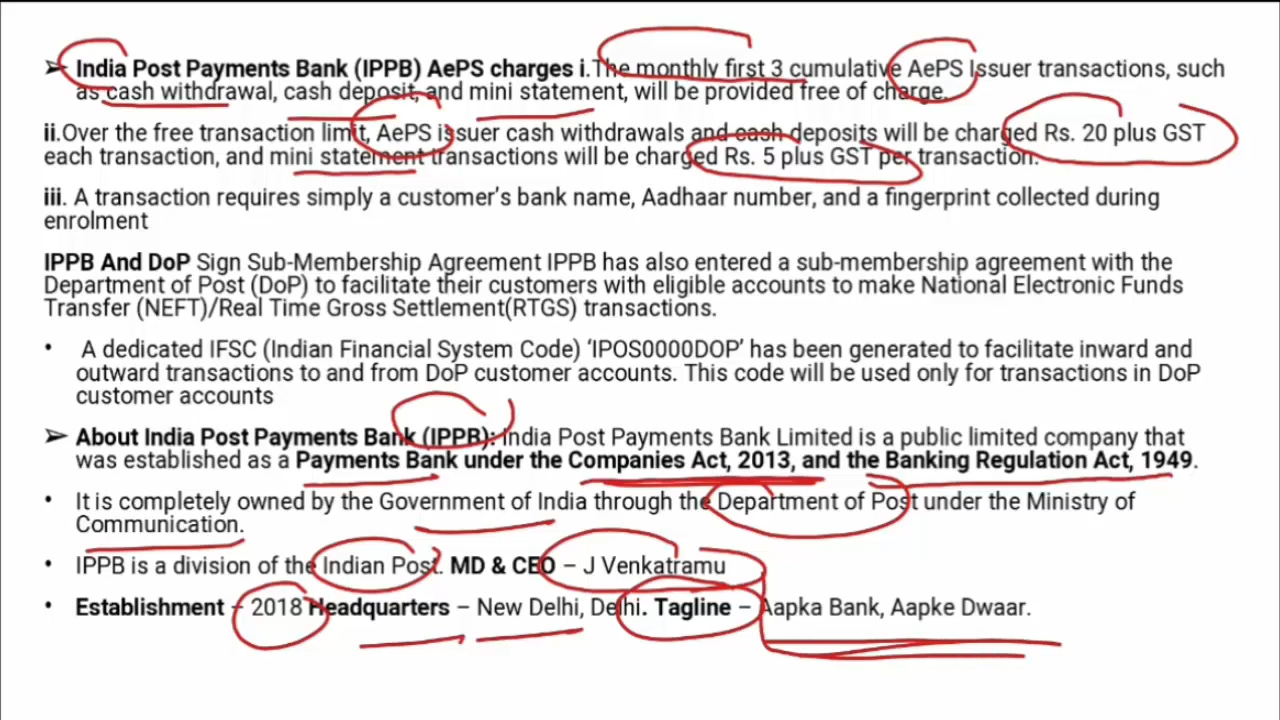 ➢ India Post Payments Bank (IPPB) AePS charges i.The monthly first 3 cumulative AePS Issuer transactions, such
as cash withdrawal, cash deposit, and mini statement, will be provided free of charge.
ii.Over the free transaction limit, AePS issuer cash withdrawals and cash deposits will be charged Rs. 20 plus GST
each transaction, and mini statement transactions will be charged Rs. 5 plus GST per transaction.
iii. A transaction requires simply a customer's bank name, Aadhaar number, and a fingerprint collected during
enrolment
IPPB And DoP Sign Sub-Membership Agreement IPPB has also entered a sub-membership agreement with the
Department of Post (DoP) to facilitate their customers with eligible accounts to make National Electronic Funds
Transfer (NEFT)/Real Time Gross Settlement(RTGS) transactions.
• A dedicated IFSC (Indian Financial System Code) ‘IPOS0000DOP’ has been generated to facilitate inward and
outward transactions to and from DoP customer accounts. This code will be used only for transactions in DoP
customer accounts
➢ About India Post Payments Bank (IPPB): India Post Payments Bank Limited is a public limited company that
was established as a Payments Bank under the Companies Act, 2013, and the Banking Regulation Act, 1949.
• It is completely owned by the Government of India through the Department of Post under the Ministry of
Communication.
• IPPB is a division of the Indian Post. MD & CEO – J Venkatramu
• Establishment – 2018 Headquarters – New Delhi, Delhi. Tagline – Aapka Bank, Aapke Dwaar.